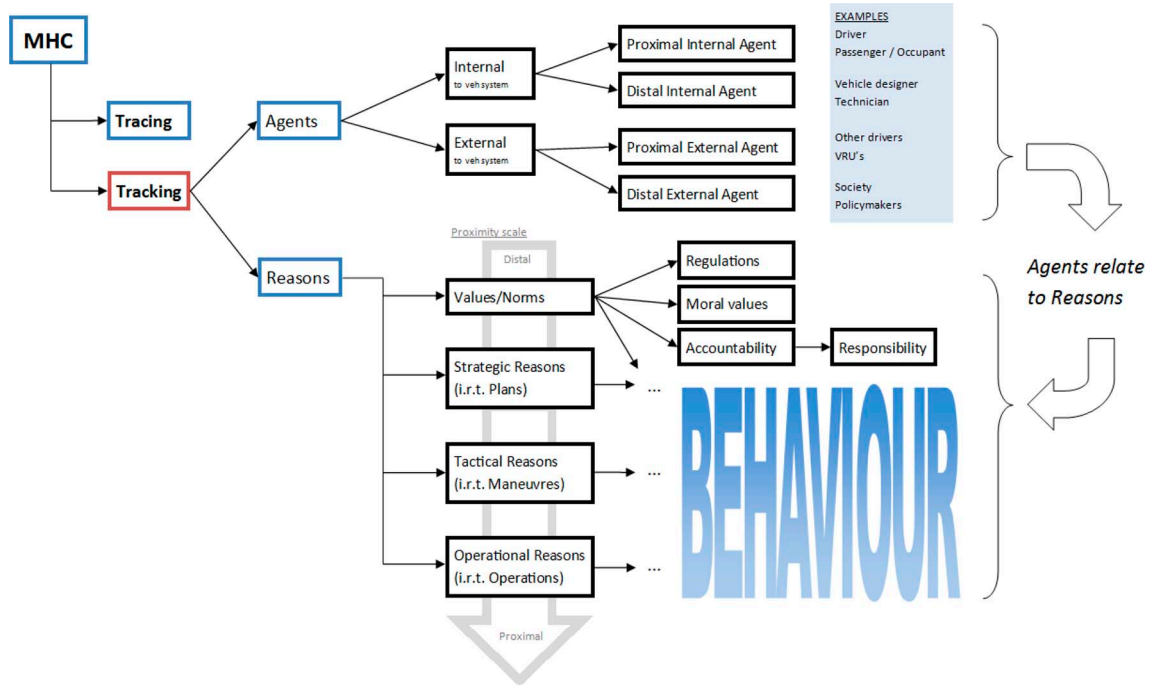 MHC
Tracing
Tracking
Agents
Reasons
Internal
to veh system
External
to veh system
Proximal Internal Agent
Distal Internal Agent
Proximal External Agent
Distal External Agent
EXAMPLES
Driver
Passenger / Occupant
Vehicle designer
Technician
Other drivers
VRU's
Society
Policymakers
Proximity scale
Distal
Values/Norms
Regulations
Moral values
Accountability
Responsibility
Strategic Reasons
(i.r.t. Plans)
...
Tactical Reasons
(i.r.t. Maneuvres)
...
Operational Reasons
(i.r.t. Operations)
...
Proximal
BEHAVIOUR
Agents relate
to Reasons